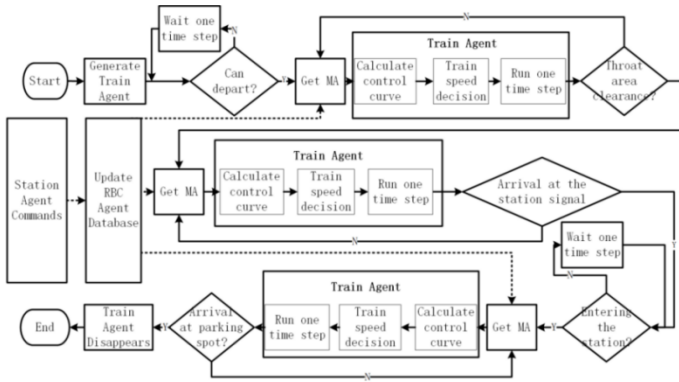 Wait one
time step
N
Start
Generate
Train
Agent
Can
depart?
Y
Get MA
Train Agent
Calculate
control
curve
Train
speed
decision
Run one
time step
N
Throat
area
clearance?
Station
Agent
Commands
Update
RBC
Agent
Database
Get MA
Train Agent
Calculate
control
curve
Train
speed
decision
Run one
time step
N
Arrival at the
station signal
Y
Wait one
time step
N
Entering
the
station?
Y
Get MA
Train Agent
Calculate
control
curve
Train
speed
decision
Run one
time step
N
Arrival
at parking
spot?
Y
Train
Agent
Disappears
End